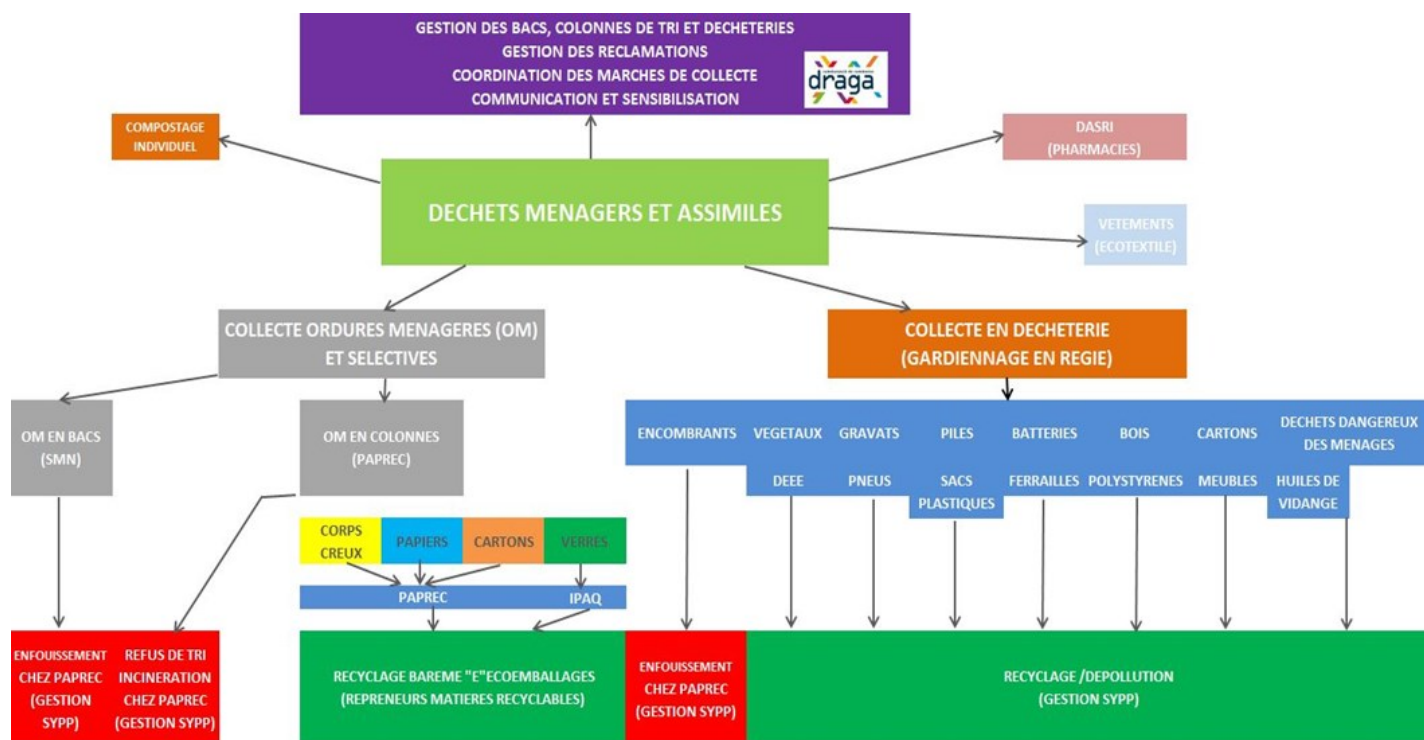 GESTION DES BACS, COLONNES DE TRI ET DECHETERIES
GESTION DES RECLAMATIONS
COORDINATION DES MARCHES DE COLLECTE
COMMUNICATION ET SENSIBILISATION
draga
COMPOSTAGE
INDIVIDUEL
DASRI
(PHARMACIES)
DECHETS MENAGERS ET ASSIMILES
VETEMENTS
(ECOTEXTILE)
COLLECTE ORDURES MENAGERES (OM)
ET SELECTIVES
COLLECTE EN DECHETERIE
(GARDIENNAGE EN REGIE)
OM EN BACS
(SMN)
OM EN COLONNES
(PAPREC)
ENCOMBRANTS
VEGETAUX
GRAVATS
PILES
BATTERIES
BOIS
CARTONS
DECHETS DANGEREUX
DES MENAGES
DEEE
PNEUS
SACS
PLASTIQUES
FERRAILLES
POLYSTYRENES
MEUBLES
HUILES DE
VIDANGE
CORPS
CREUX
PAPIERS
CARTONS
VERRES
PAPREC
IPAQ
ENFOUISSEMENT
CHEZ PAPREC
(GESTION
SYPP)
REFUS DE TRI
INCINERATION
CHEZ PAPREC
(GESTION SYPP)
RECYCLAGE BAREME "E"ECOEMBALLAGES
(REPRENEURS MATIERES RECYCLABLES)
ENFOUISSEMENT
CHEZ PAPREC
(GESTION SYPP)
RECYCLAGE /DEPOLLUTION
(GESTION SYPP)